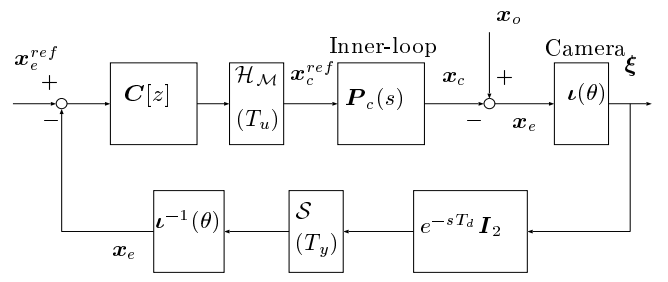 x_o
x_e^{ref}
Inner-loop
Camera
+
C[z]
H_M
(T_u)
x_c^{ref}
P_c(s)
x_c
+
ι(θ)
ξ
−
−
x_e
ι^{-1}(θ)
S
(T_y)
e^{-sT_d} I_2
x_e